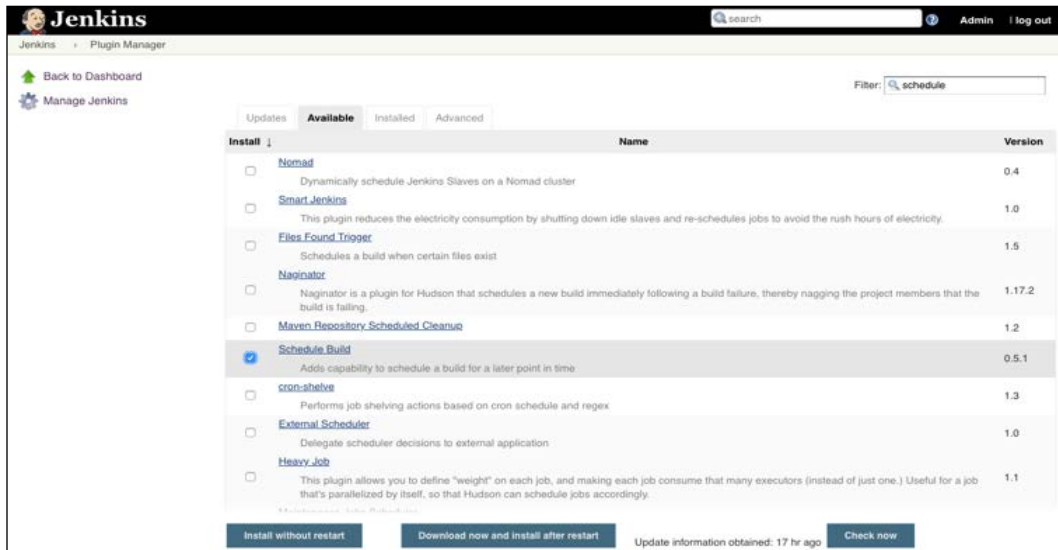 Jenkins
search
Admin
log out
Jenkins › Plugin Manager
Back to Dashboard
Manage Jenkins
Filter: schedule
Updates Available Installed Advanced
Install ↓ Name Version
Nomad
Dynamically schedule Jenkins Slaves on a Nomad cluster
0.4
Smart Jenkins
This plugin reduces the electricity consumption by shutting down idle slaves and re-schedules jobs to avoid the rush hours of electricity.
1.0
Files Found Trigger
Schedules a build when certain files exist
1.5
Naginator
Naginator is a plugin for Hudson that schedules a new build immediately following a build failure, thereby nagging the project members that the
build is failing.
1.17.2
Maven Repository Scheduled Cleanup
1.2
Schedule Build
Adds capability to schedule a build for a later point in time
0.5.1
cron-shelve
Performs job shelving actions based on cron schedule and regex
1.3
External Scheduler
Delegate scheduler decisions to external application
1.0
Heavy Job
This plugin allows you to define "weight" on each job, and making each job consume that many executors (instead of just one.) Useful for a job
that's parallelized by itself, so that Hudson can schedule jobs accordingly.
1.1
Install without restart
Download now and install after restart
Update information obtained: 17 hr ago
Check now